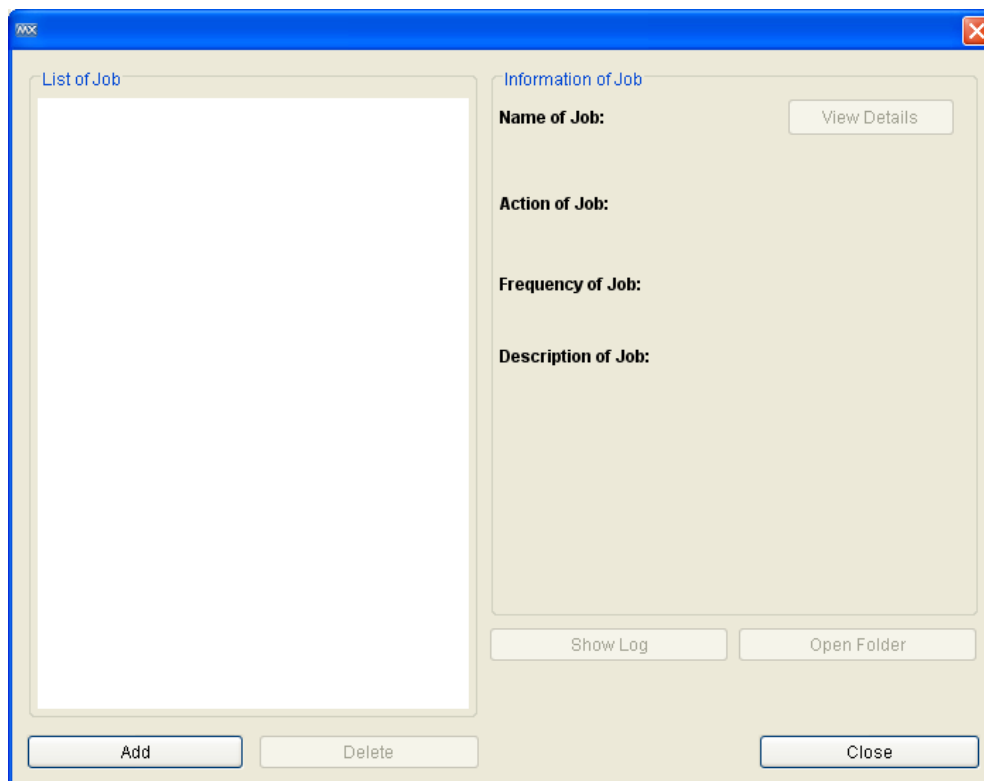 MX
List of Job
Information of Job
Name of Job:
View Details
Action of Job:
Frequency of Job:
Description of Job:
Show Log
Open Folder
Add
Delete
Close